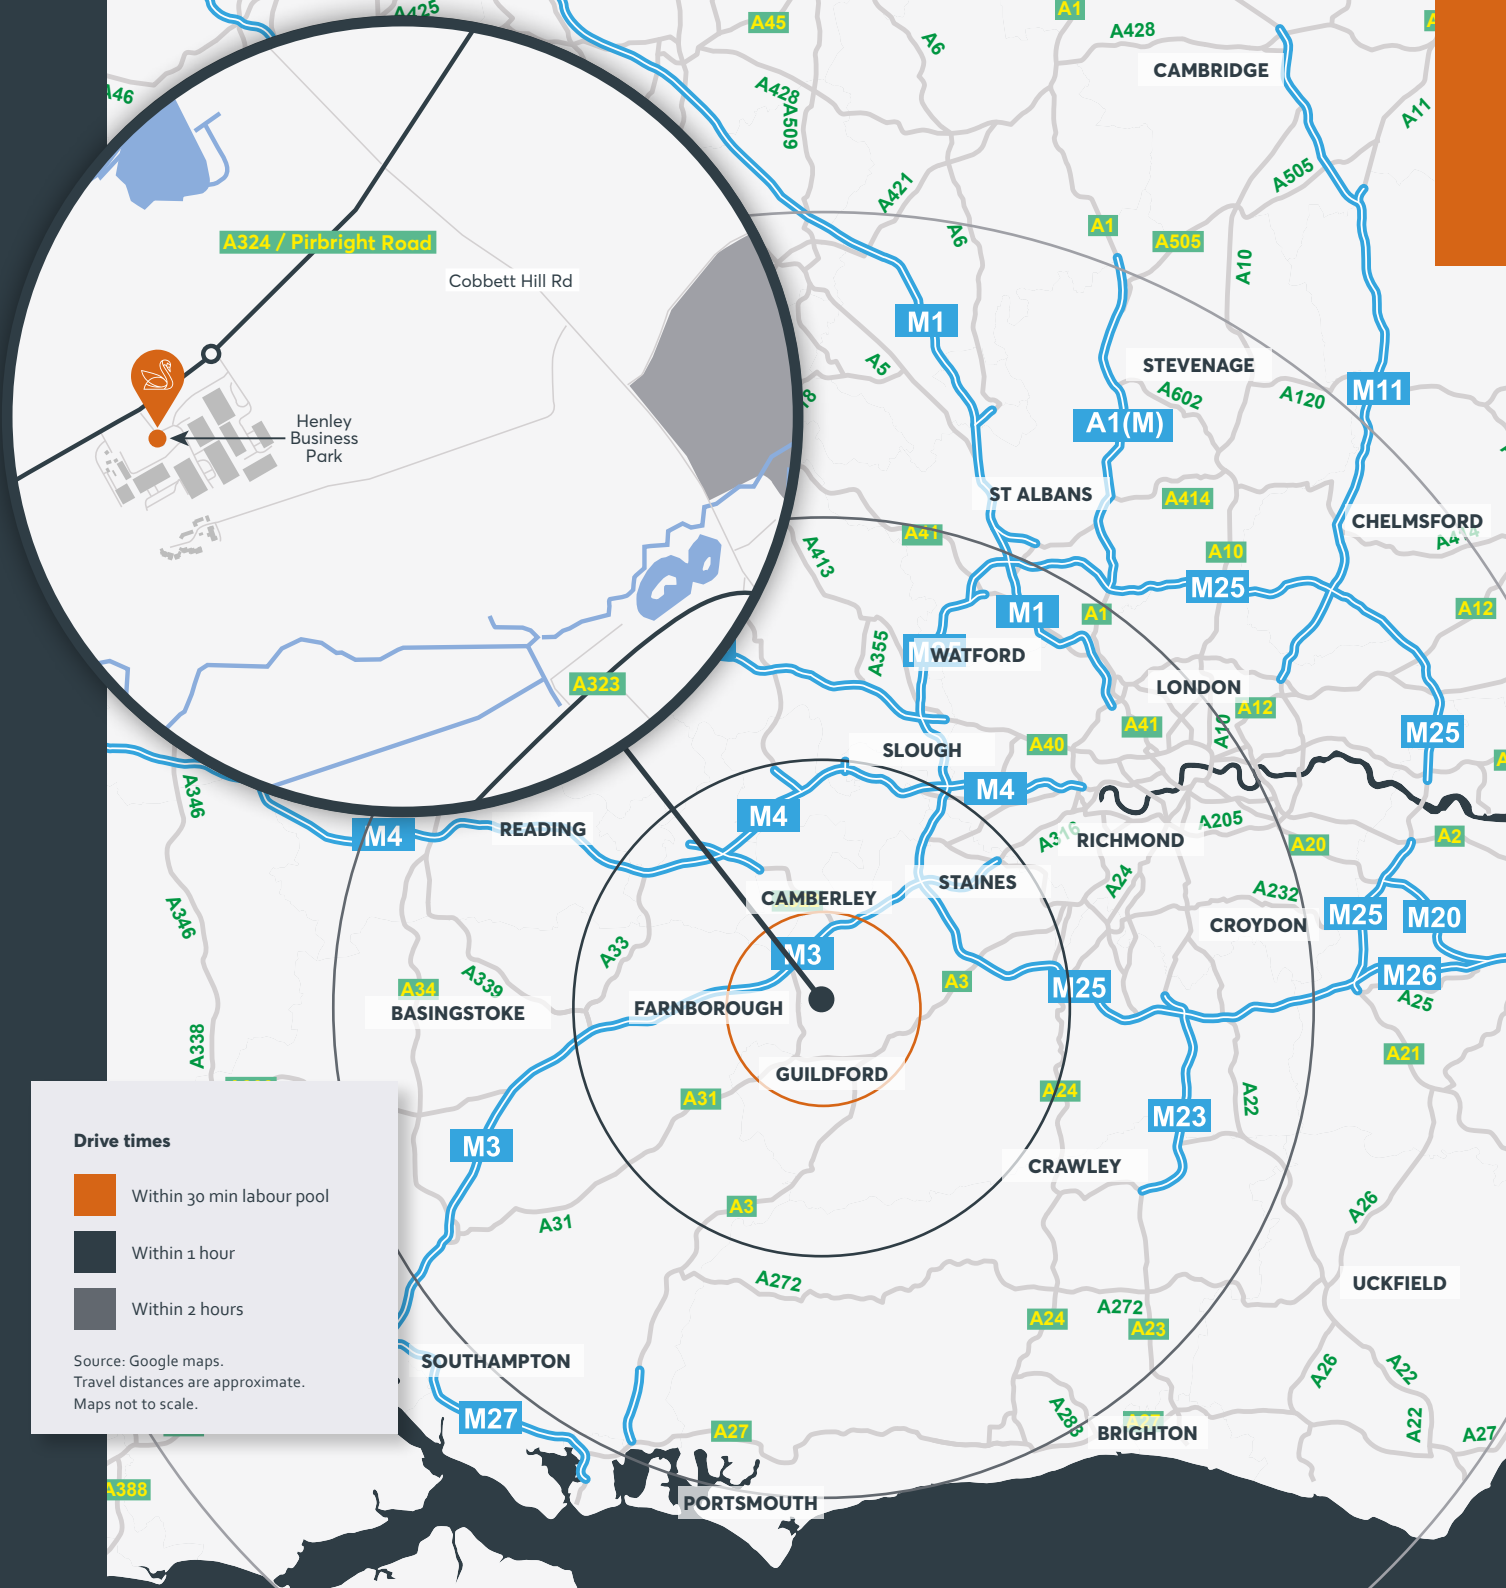 A425
A45
A1
A428
A6
CAMBRIDGE
A46
A428
A509
A11
A505
A421
A6
A1
A505
A10
A324 / Pirbright Road
Cobbett Hill Rd
M1
A5
STEVENAGE
A602
A120
M11
A1(M)
Henley
Business
Park
ST ALBANS
A414
CHELMSFORD
A414
A41
A413
A10
M25
M1
A1
A12
A355
M25
WATFORD
LONDON
A323
A12
A41
A10
M25
A40
SLOUGH
A346
M4
M4
M4
READING
A316
RICHMOND
A205
A20
A2
STAINES
A24
A232
CAMBERLEY
A346
M25
M20
CROYDON
A33
M3
A3
M25
M26
A25
A34
A339
BASINGSTOKE
FARNBOROUGH
A338
A21
GUILDFORD
A31
A24
A22
M23
M3
CRAWLEY
A3
A31
A26
A272
UCKFIELD
A272
A24
A23
SOUTHAMPTON
A26
A22
M27
A27
A283
A27
BRIGHTON
A22
A27
A388
PORTSMOUTH
Drive times
Within 30 min labour pool
Within 1 hour
Within 2 hours
Source: Google maps.
Travel distances are approximate.
Maps not to scale.